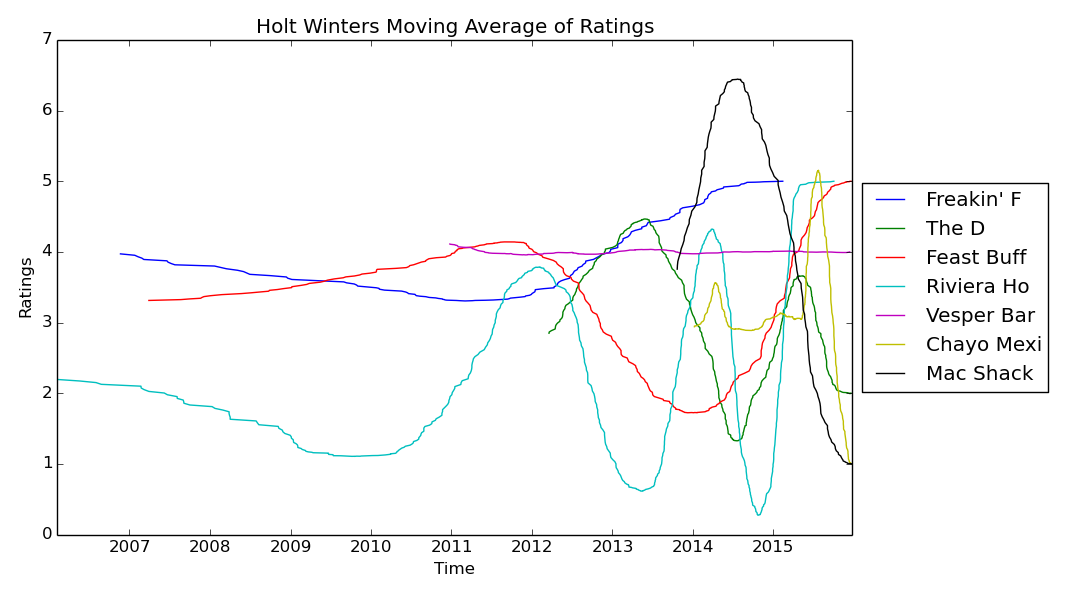 Holt Winters Moving Average of Ratings
7
6
5
4
3
2
1
0
Ratings
2007 2008 2009 2010 2011 2012 2013 2014 2015
Time
Freakin' F
The D
Feast Buff
Riviera Ho
Vesper Bar
Chayo Mexi
Mac Shack